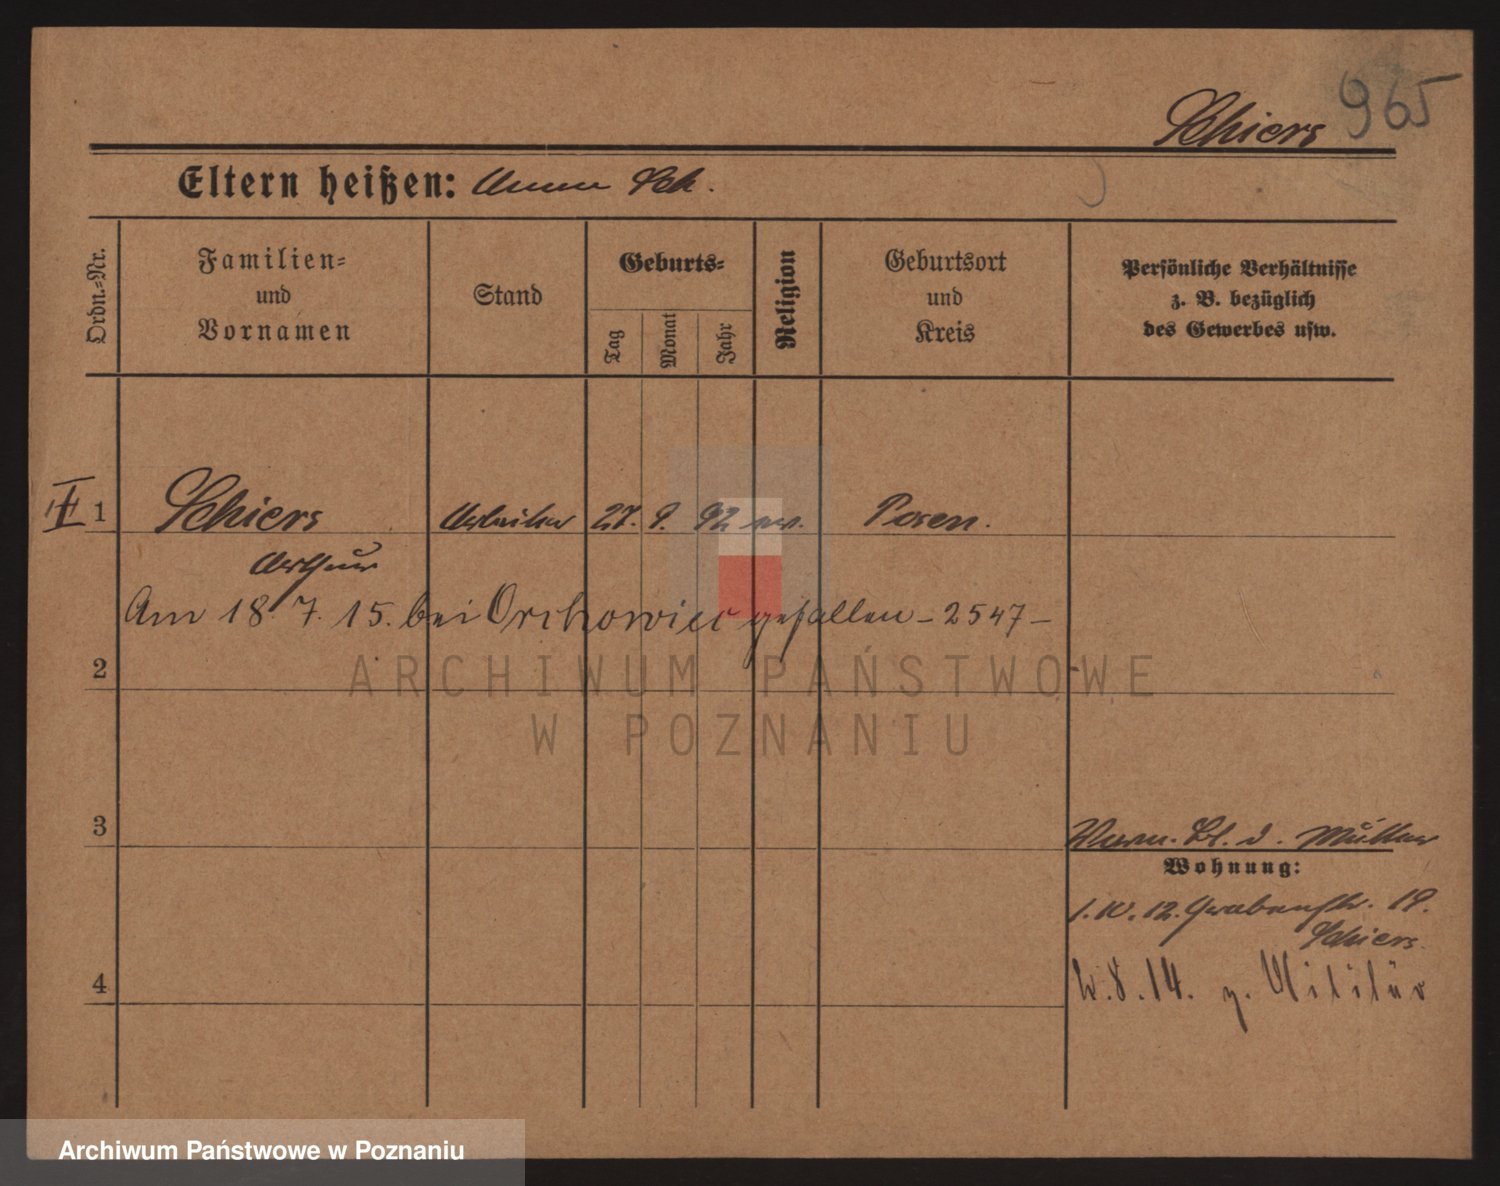 965
Schiers
Eltern heißen: Anna Sch.
Ordn.-Nr.
Familien-
und
Vornamen
Stand
Geburts-
Tag
Monat
Jahr
Religion
Geburtsort
und
Kreis
Persönliche Verhältnisse
z. B. bezüglich
des Gewerbes usw.
II 1 Schiers Arbeiter 27. 9. 92 ev. Posen.
Arthur
Am 18. 7. 15. bei Orchowiec gefallen - 2547 -
2
ARCHIWUM PAŃSTWOWE
W POZNANIU
3
d. Müller
Wohnung:
1. 10. 12. Grabenstr. 19.
Schiers
4
8. 14. z. Militär
Archiwum Państwowe w Poznaniu